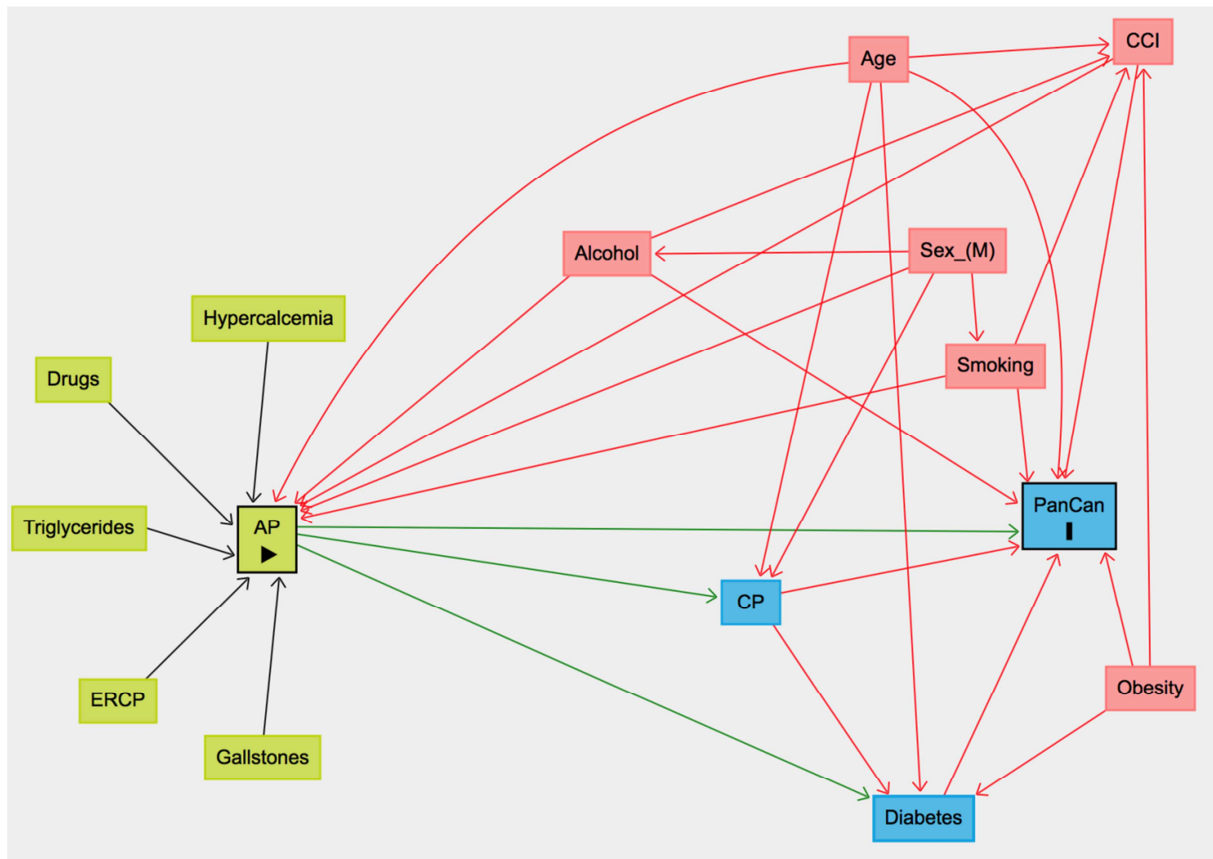 CCI
Age
Alcohol
Sex_(M)
Hypercalcemia
Smoking
Drugs
PanCan
Triglycerides
AP
CP
ERCP
Obesity
Gallstones
Diabetes